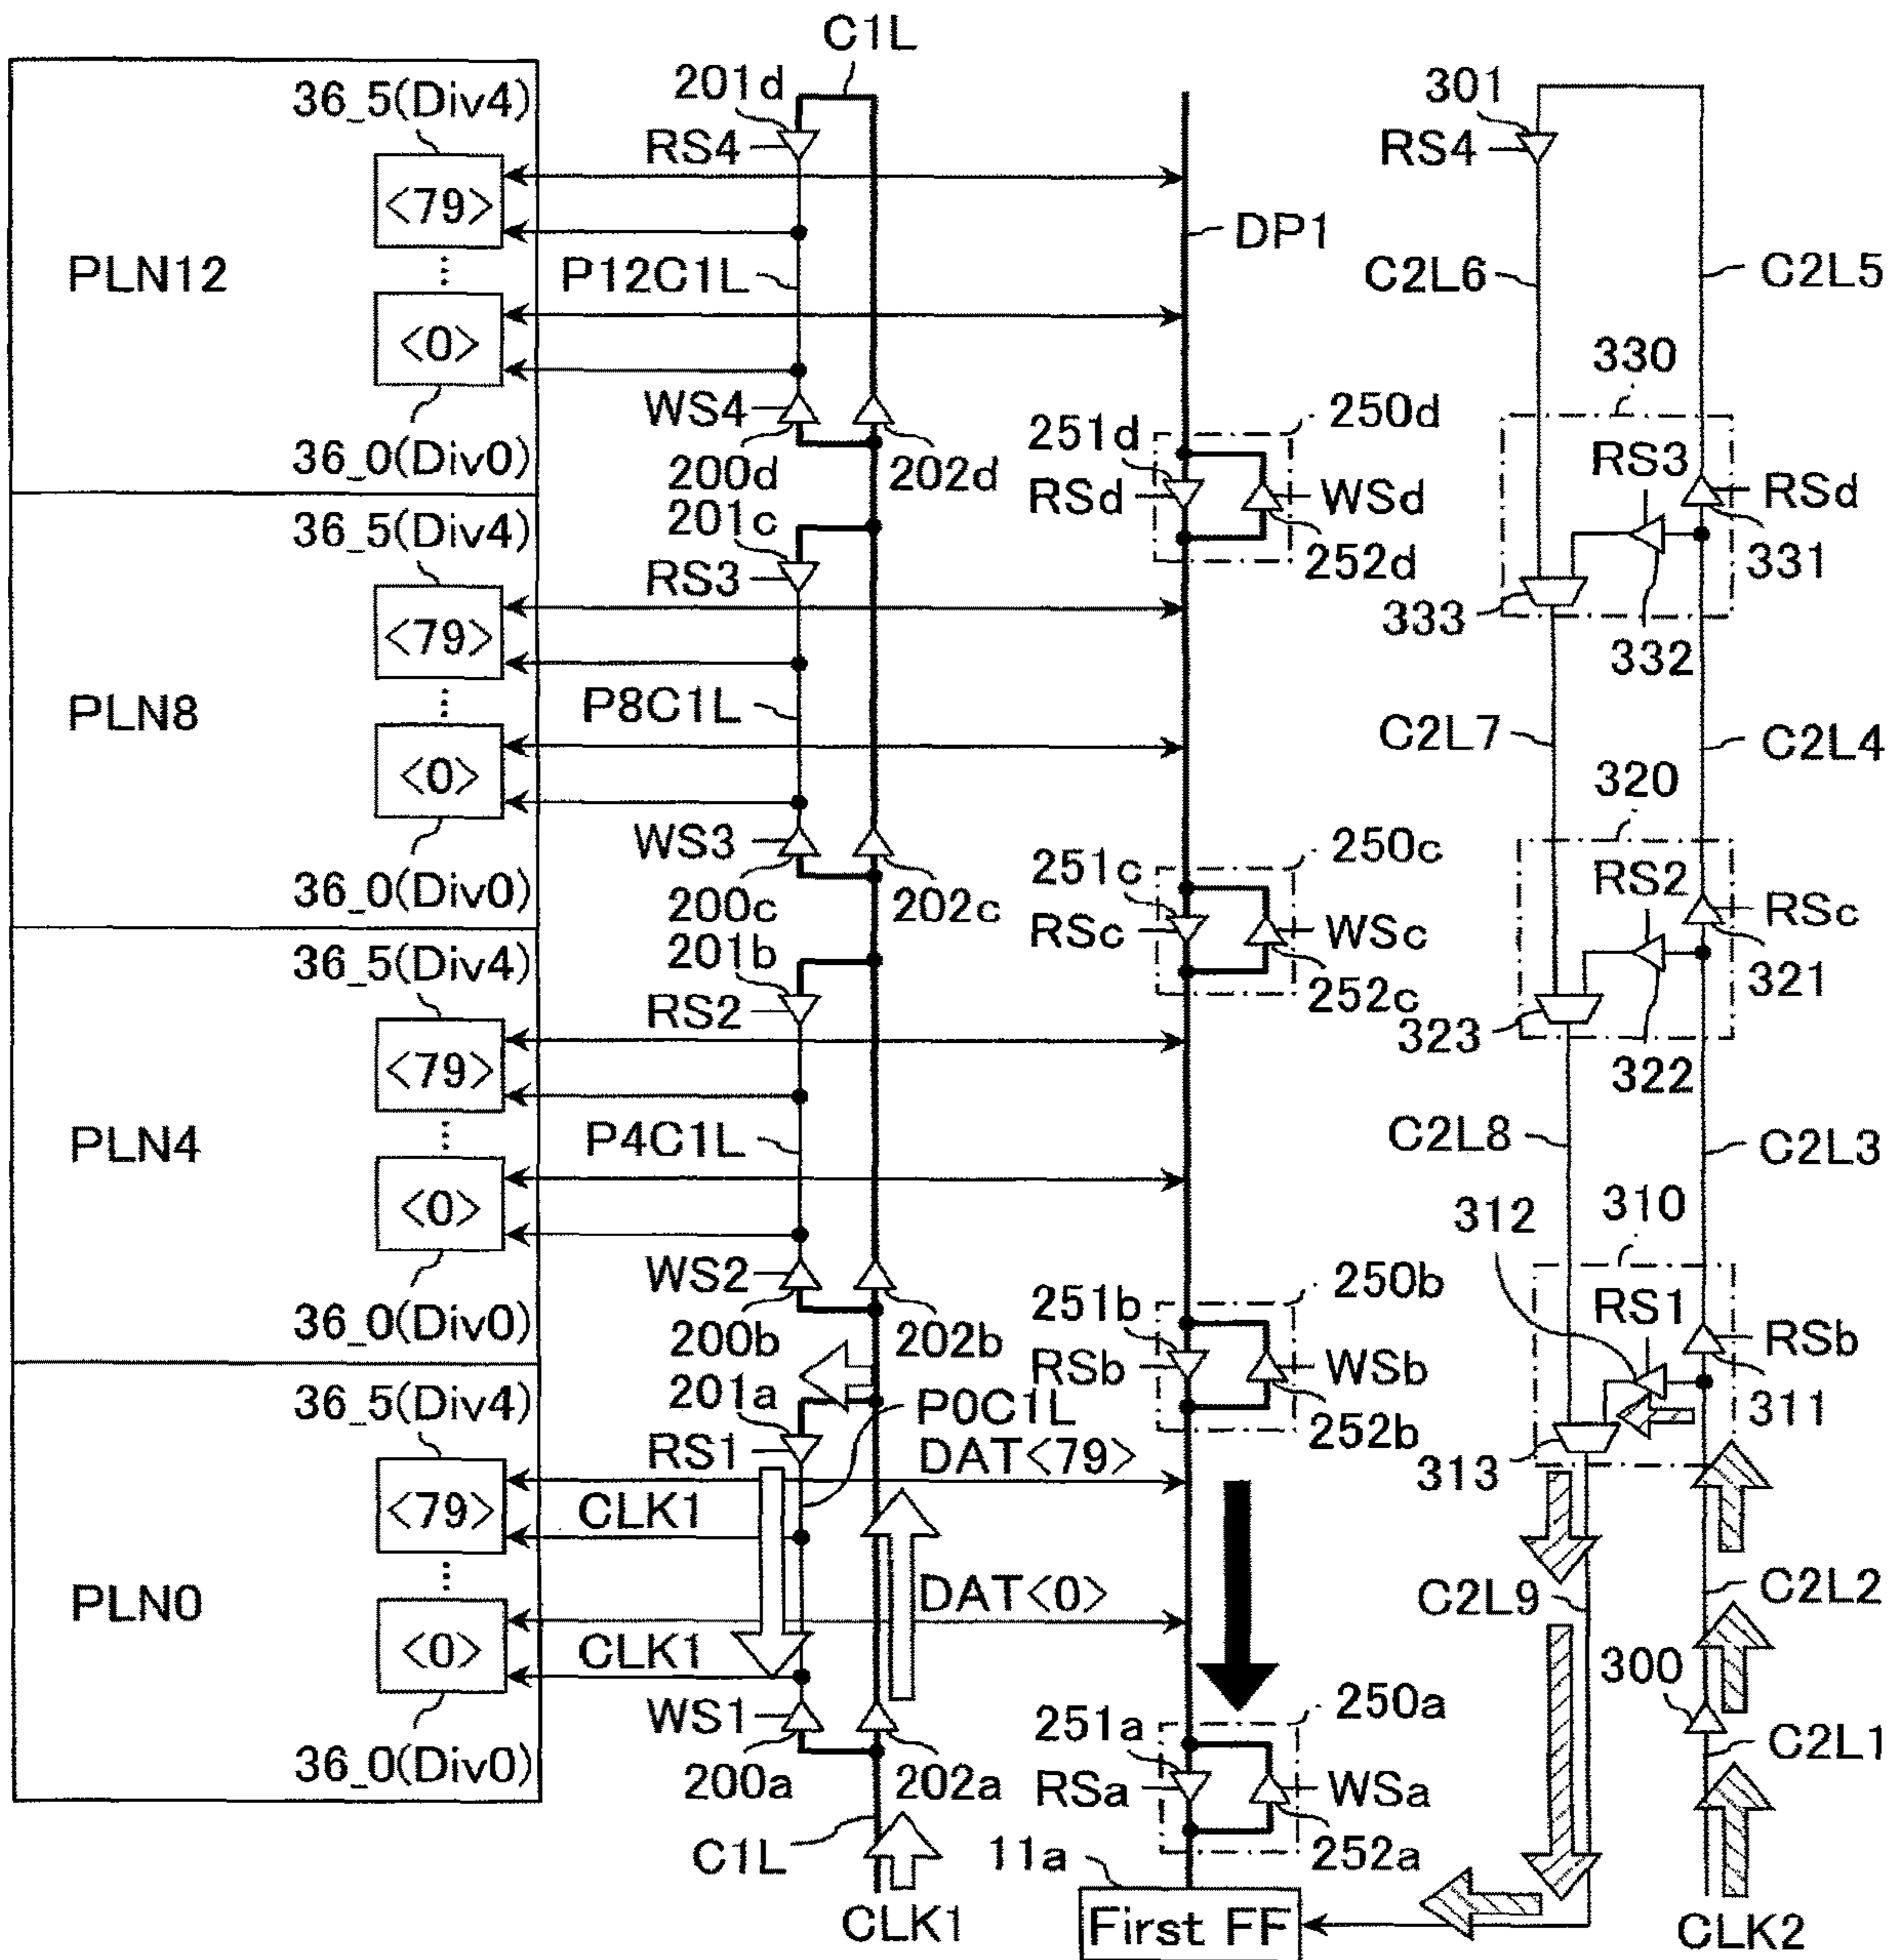 C1L
36_5(Div4)
201d
301
RS4
RS4
<79>
DP1
PLN12
P12C1L
C2L6
C2L5
<0>
330
WS4
250d
251d
RS3
36_0(Div0)
200d
202d
RSd
WSd
RSd
36_5(Div4)
201c
252d
331
RS3
333
332
<79>
PLN8
P8C1L
C2L7
C2L4
<0>
320
WS3
250c
251c
RS2
36_0(Div0)
200c
202c
RSc
WSc
RSc
36_5(Div4)
201b
252c
321
RS2
323
322
<79>
PLN4
P4C1L
C2L8
C2L3
<0>
312
310
WS2
250b
251b
RS1
36_0(Div0)
200b
202b
RSb
WSb
RSb
36_5(Div4)
201a
P0C1L
252b
311
RS1
DAT<79>
313
<79>
CLK1
PLN0
DAT<0>
C2L9
C2L2
<0>
CLK1
300
WS1
250a
251a
36_0(Div0)
200a
202a
RSa
WSa
C2L1
C1L
11a
252a
CLK1
First FF
CLK2